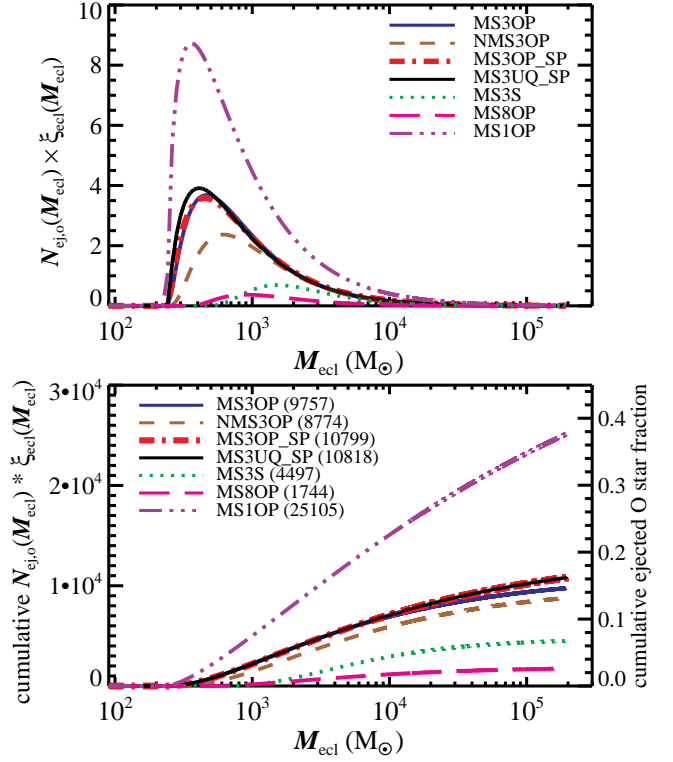 N_ej,o(M_ecl) × ξ_ecl(M_ecl)
10
8
6
4
2
0
MS3OP
NMS3OP
MS3OP_SP
MS3UQ_SP
MS3S
MS8OP
MS1OP
10^2 10^3 10^4 10^5
M_ecl (M_⊙)
cumulative N_ej,o(M_ecl) * ξ_ecl(M_ecl)
3•10^4
2•10^4
1•10^4
0
MS3OP (9757)
NMS3OP (8774)
MS3OP_SP (10799)
MS3UQ_SP (10818)
MS3S (4497)
MS8OP (1744)
MS1OP (25105)
0.4
0.3
0.2
0.1
0.0
cumulative ejected O star fraction
10^2 10^3 10^4 10^5
M_ecl (M_⊙)